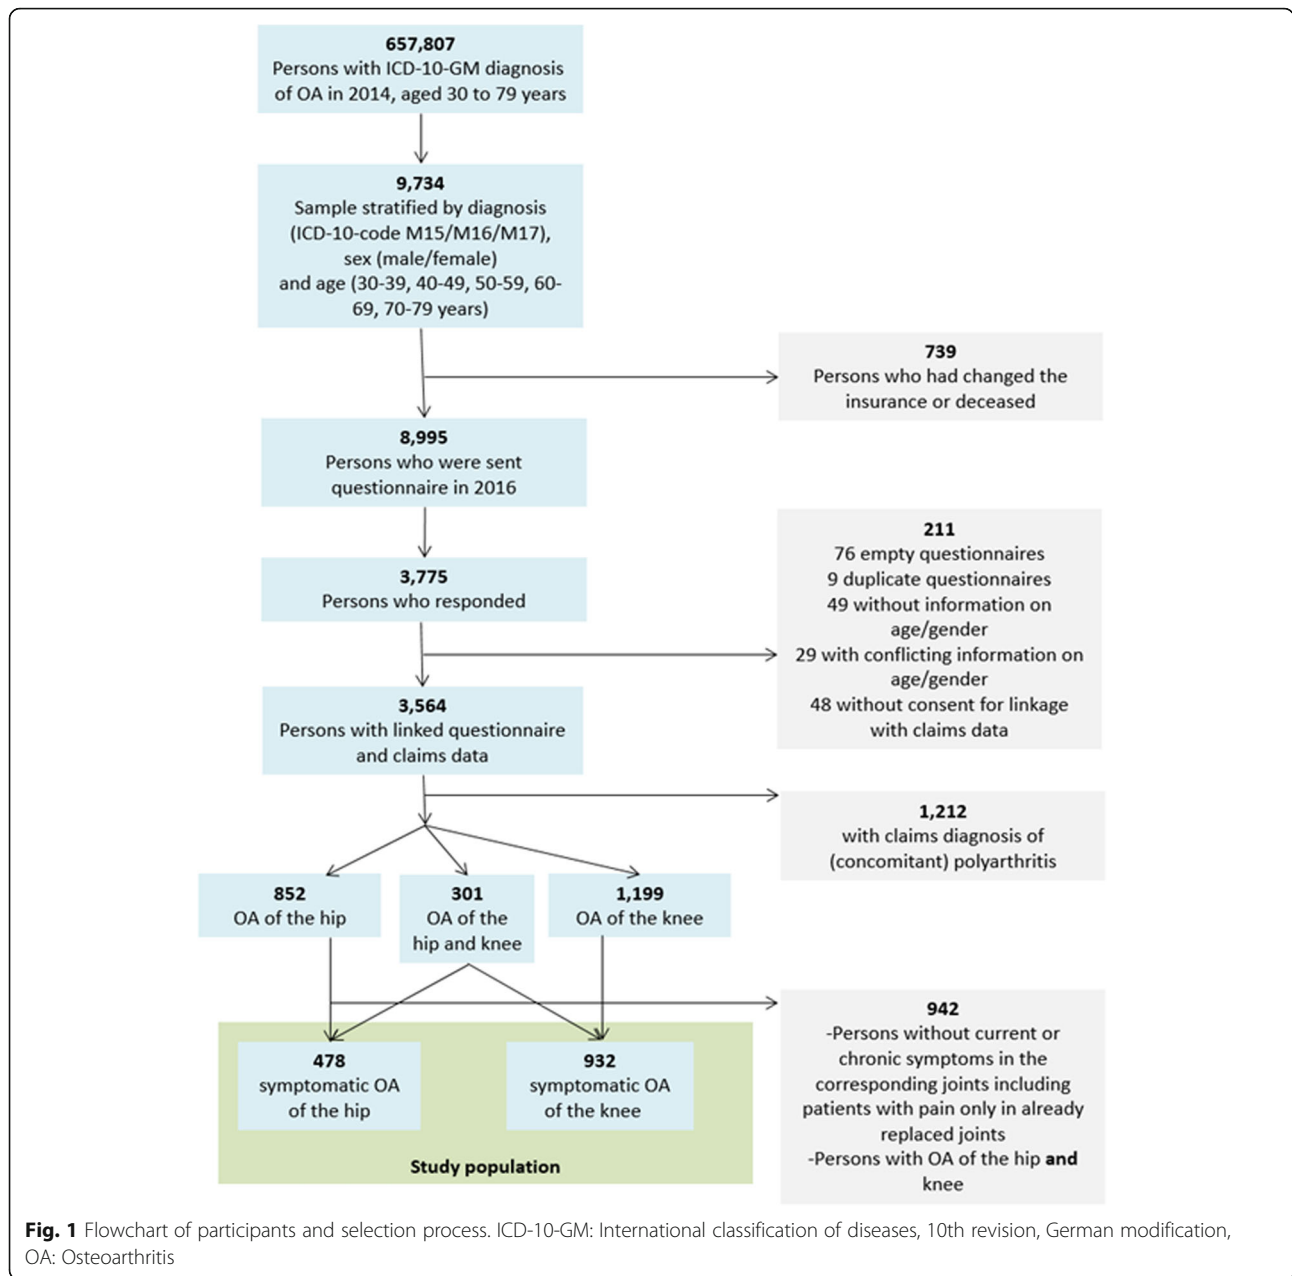 657,807
Persons with ICD-10-GM diagnosis
of OA in 2014, aged 30 to 79 years
9,734
Sample stratified by diagnosis
(ICD-10-code M15/M16/M17),
sex (male/female)
and age (30-39, 40-49, 50-59, 60-
69, 70-79 years)
739
Persons who had changed the
insurance or deceased
8,995
Persons who were sent
questionnaire in 2016
3,775
Persons who responded
211
76 empty questionnaires
9 duplicate questionnaires
49 without information on
age/gender
29 with conflicting information on
age/gender
48 without consent for linkage
with claims data
3,564
Persons with linked questionnaire
and claims data
1,212
with claims diagnosis of
(concomitant) polyarthritis
852
OA of the hip
301
OA of the
hip and knee
1,199
OA of the knee
942
-Persons without current or
chronic symptoms in the
corresponding joints including
patients with pain only in already
replaced joints
-Persons with OA of the hip and
knee
478
symptomatic OA
of the hip
932
symptomatic OA
of the knee
Study population
Fig. 1 Flowchart of participants and selection process. ICD-10-GM: International classification of diseases, 10th revision, German modification,
OA: Osteoarthritis